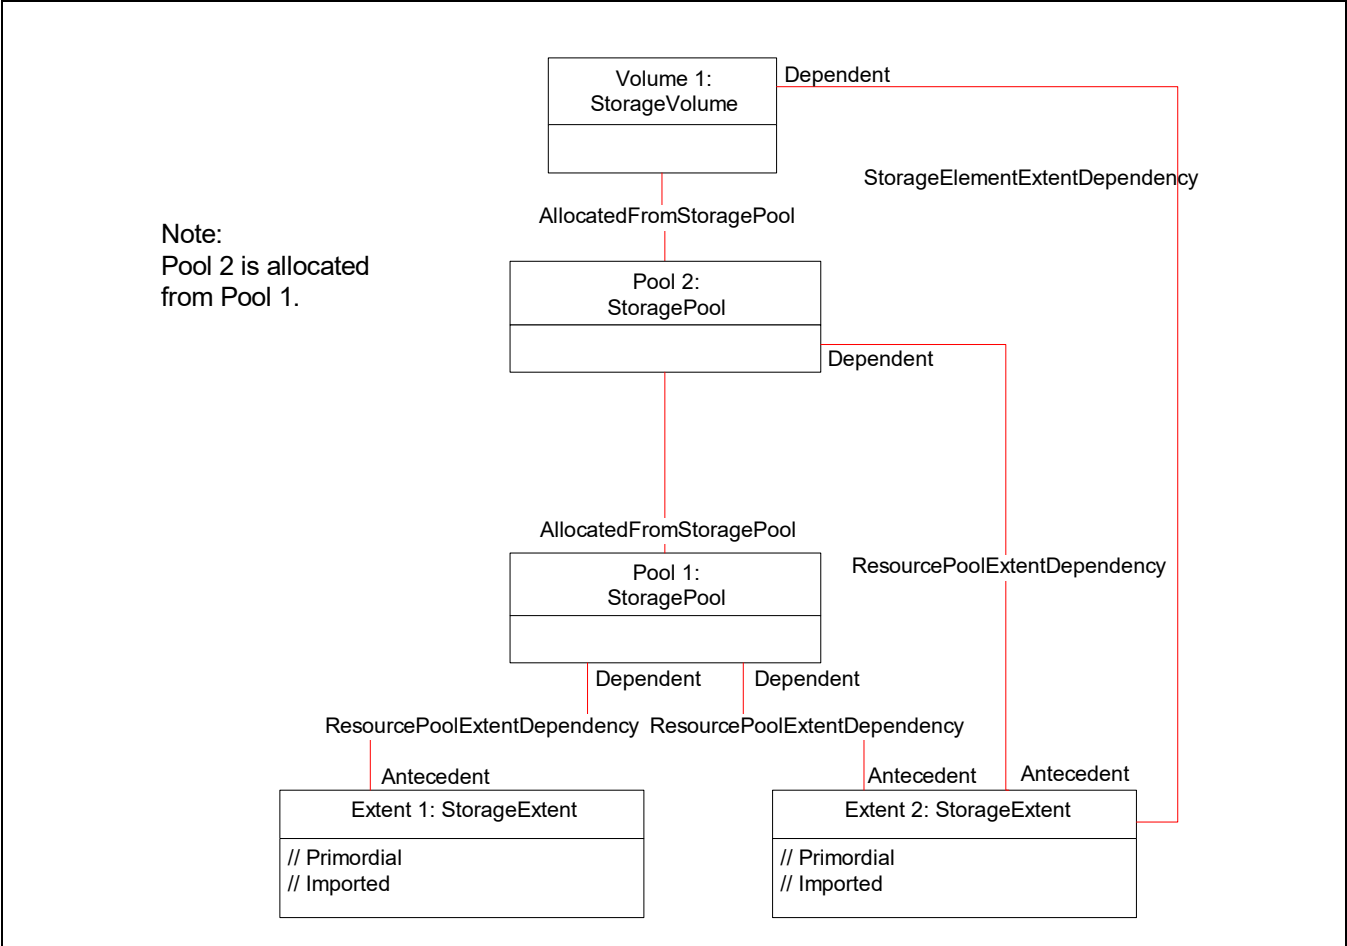 Volume 1:
StorageVolume
Dependent
StorageElementExtentDependency
AllocatedFromStoragePool
Note:
Pool 2 is allocated
from Pool 1.
Pool 2:
StoragePool
Dependent
AllocatedFromStoragePool
ResourcePoolExtentDependency
Pool 1:
StoragePool
Dependent
Dependent
ResourcePoolExtentDependency
ResourcePoolExtentDependency
Antecedent
Antecedent
Antecedent
Extent 1: StorageExtent
// Primordial
// Imported
Extent 2: StorageExtent
// Primordial
// Imported